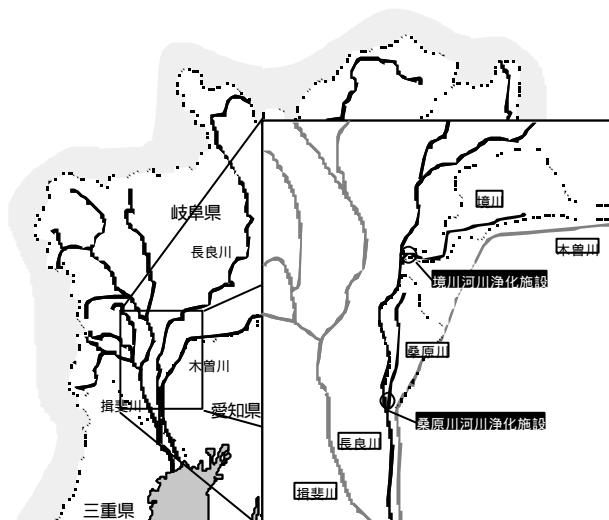 岐阜県
長良川
境川
木曽川
境川河川浄化施設
桑原川
木曽川
揖斐川
愛知県
桑原川河川浄化施設
長良川
揖斐川
三重県